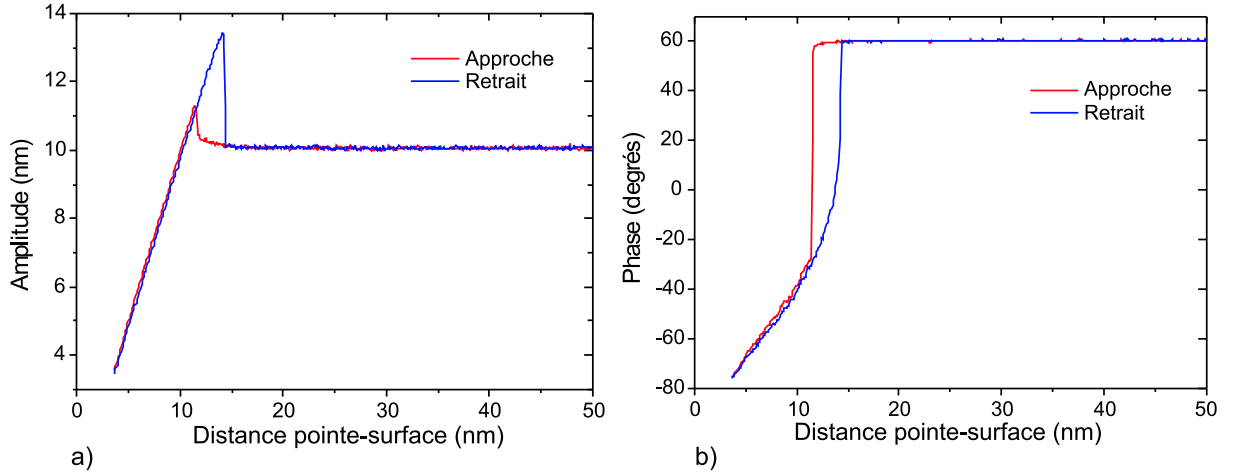 14
12
10
8
6
4
Amplitude (nm)
Approche
Retrait
0
10
20
30
40
50
Distance pointe-surface (nm)
a)
60
40
20
0
-20
-40
-60
-80
Phase (degrés)
Approche
Retrait
0
10
20
30
40
50
Distance pointe-surface (nm)
b)